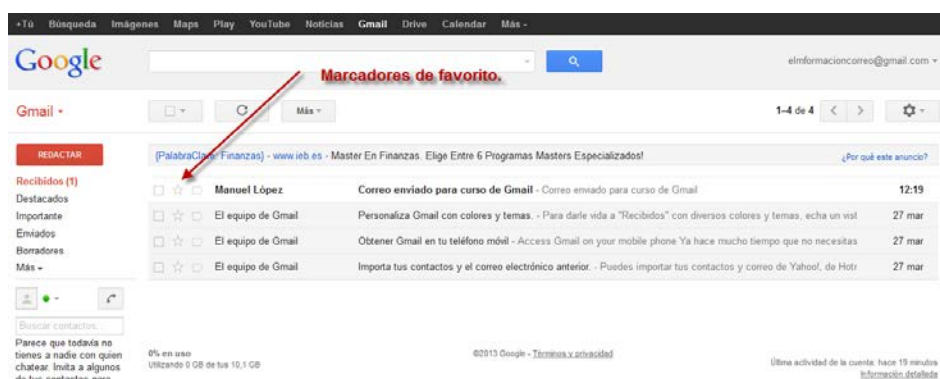 +Tú Búsqueda Imágenes Maps Play YouTube Noticias Gmail Drive Calendar Más
Google
elmformacioncorreo@gmail.com
Marcadores de favorito.
Gmail
Más
1–4 de 4
REDACTAR
{PalabraClave: Finanzas} - www.ieb.es - Master En Finanzas. Elige Entre 6 Programas Masters Especializados!
¿Por qué este anuncio?
Recibidos (1)
Destacados
Importante
Enviados
Borradores
Más
Manuel López Correo enviado para curso de Gmail - Correo enviado para curso de Gmail 12:19
El equipo de Gmail Personaliza Gmail con colores y temas. - Para darle vida a "Recibidos" con diversos colores y temas, echa un vist 27 mar
El equipo de Gmail Obtener Gmail en tu teléfono móvil - Access Gmail on your mobile phone Ya hace mucho tiempo que no necesitas 27 mar
El equipo de Gmail Importa tus contactos y el correo electrónico anterior. - Puedes importar tus contactos y correo de Yahoo!, de Hotr 27 mar
Buscar contactos...
Parece que todavía no
tienes a nadie con quien
chatear. Invita a algunos
de tus contactos para
0% en uso
Utilizando 0 GB de tus 10,1 GB
©2013 Google - Términos y privacidad
Última actividad de la cuenta: hace 19 minutos
Información detallada